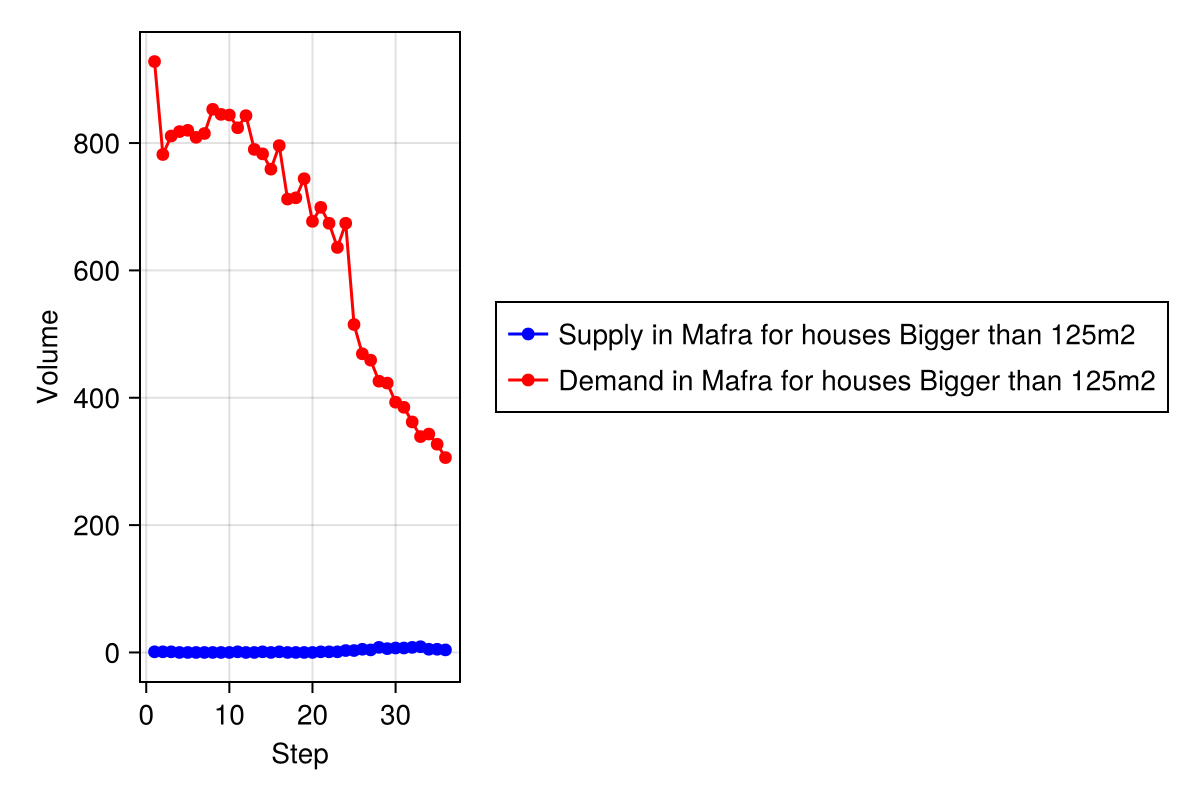 Volume
800
600
400
200
0
0 10 20 30
Step
Supply in Mafra for houses Bigger than 125m2
Demand in Mafra for houses Bigger than 125m2